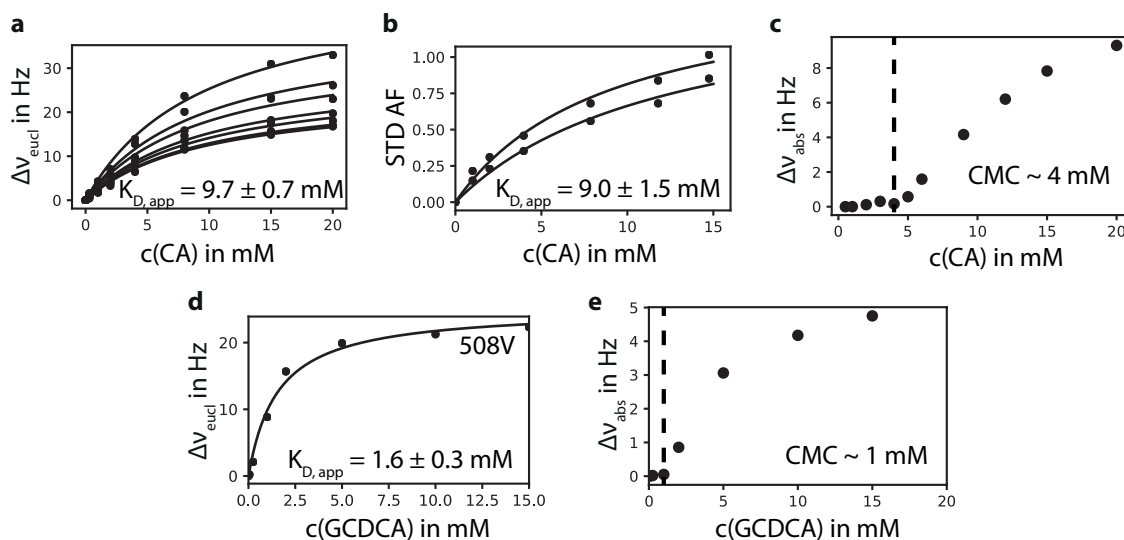 a
Δν_eucl in Hz
30
20
10
0
K_D, app = 9.7 ± 0.7 mM
0 5 10 15 20
c(CA) in mM
b
STD AF
1.00
0.75
0.50
0.25
0.00
K_D, app = 9.0 ± 1.5 mM
0 5 10 15
c(CA) in mM
c
Δν_abs in Hz
8
6
4
2
0
CMC ~ 4 mM
0 5 10 15 20
c(CA) in mM
d
Δν_eucl in Hz
20
10
0
508V
K_D, app = 1.6 ± 0.3 mM
0.0 2.5 5.0 7.5 10.0 12.5 15.0
c(GCDCA) in mM
e
Δν_abs in Hz
5
4
3
2
1
0
CMC ~ 1 mM
0 5 10 15 20
c(GCDCA) in mM